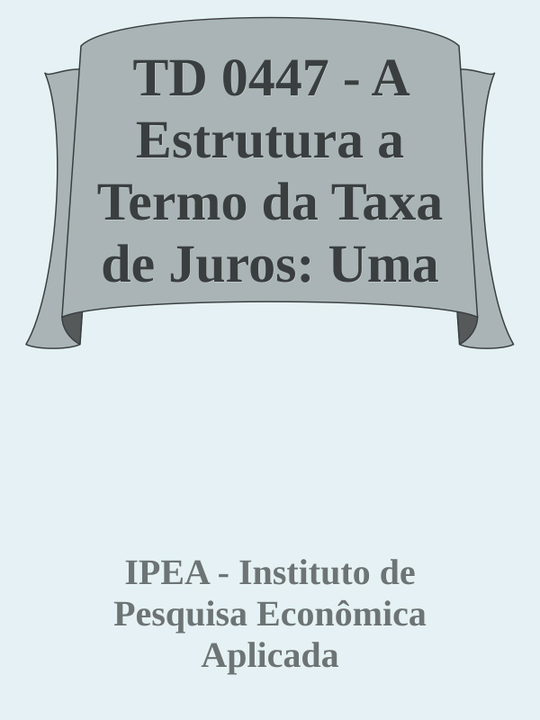 TD 0447 - A
Estrutura a
Termo da Taxa
de Juros: Uma
IPEA - Instituto de
Pesquisa Econômica
Aplicada